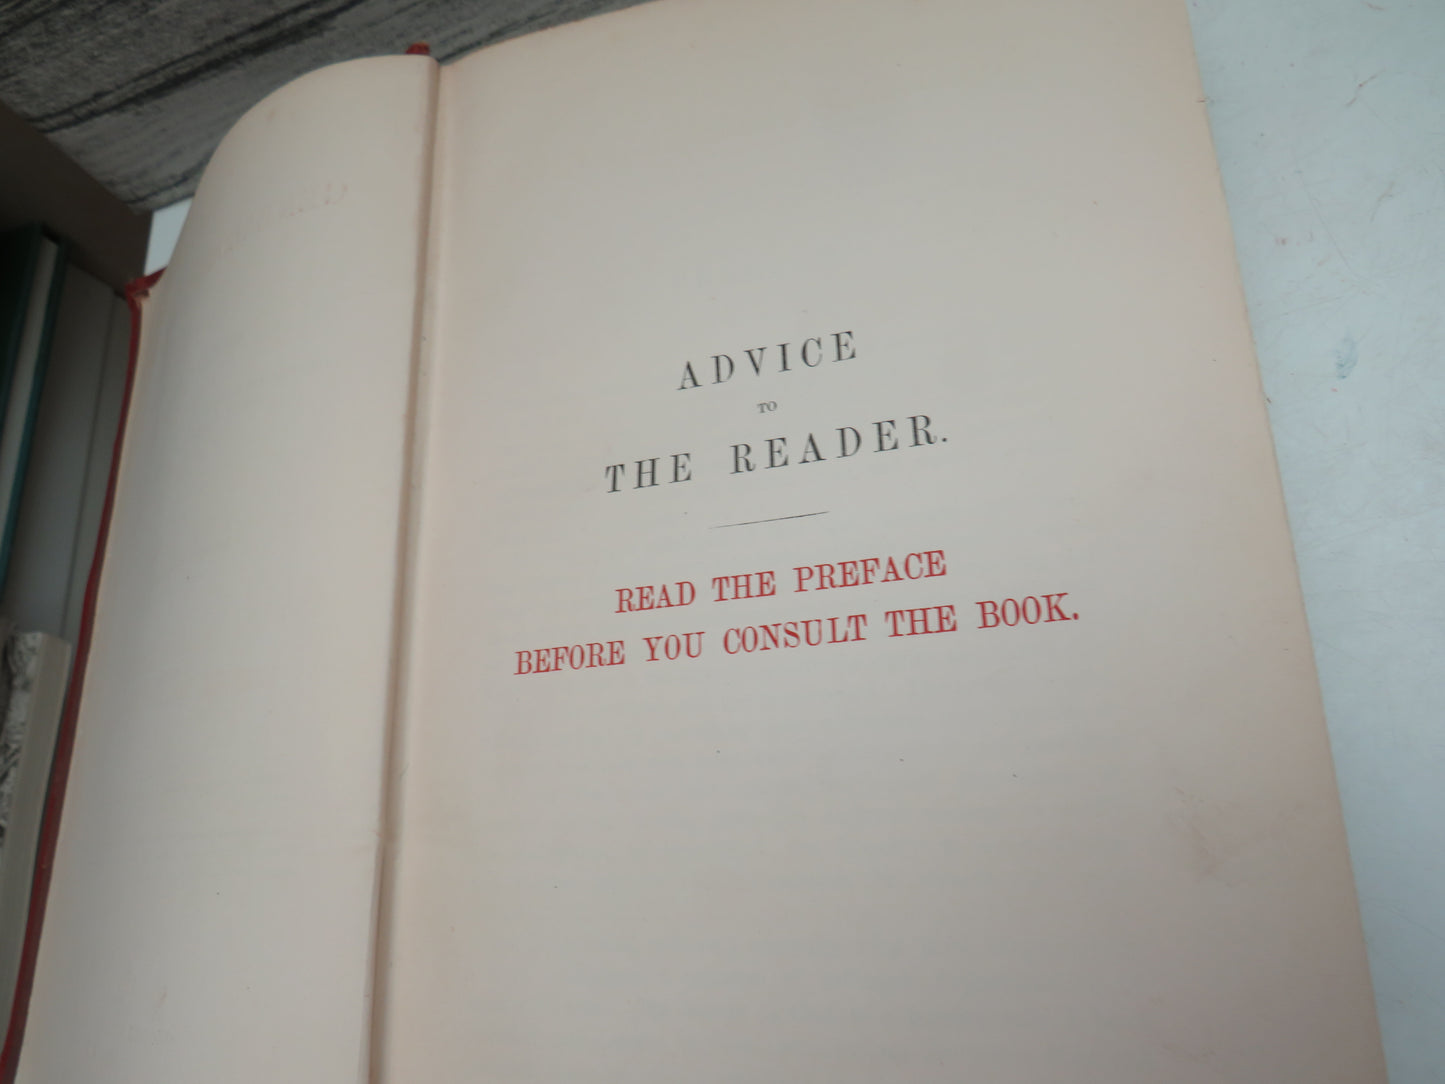 ADVICE
TO
THE READER.
READ THE PREFACE
BEFORE YOU CONSULT THE BOOK.